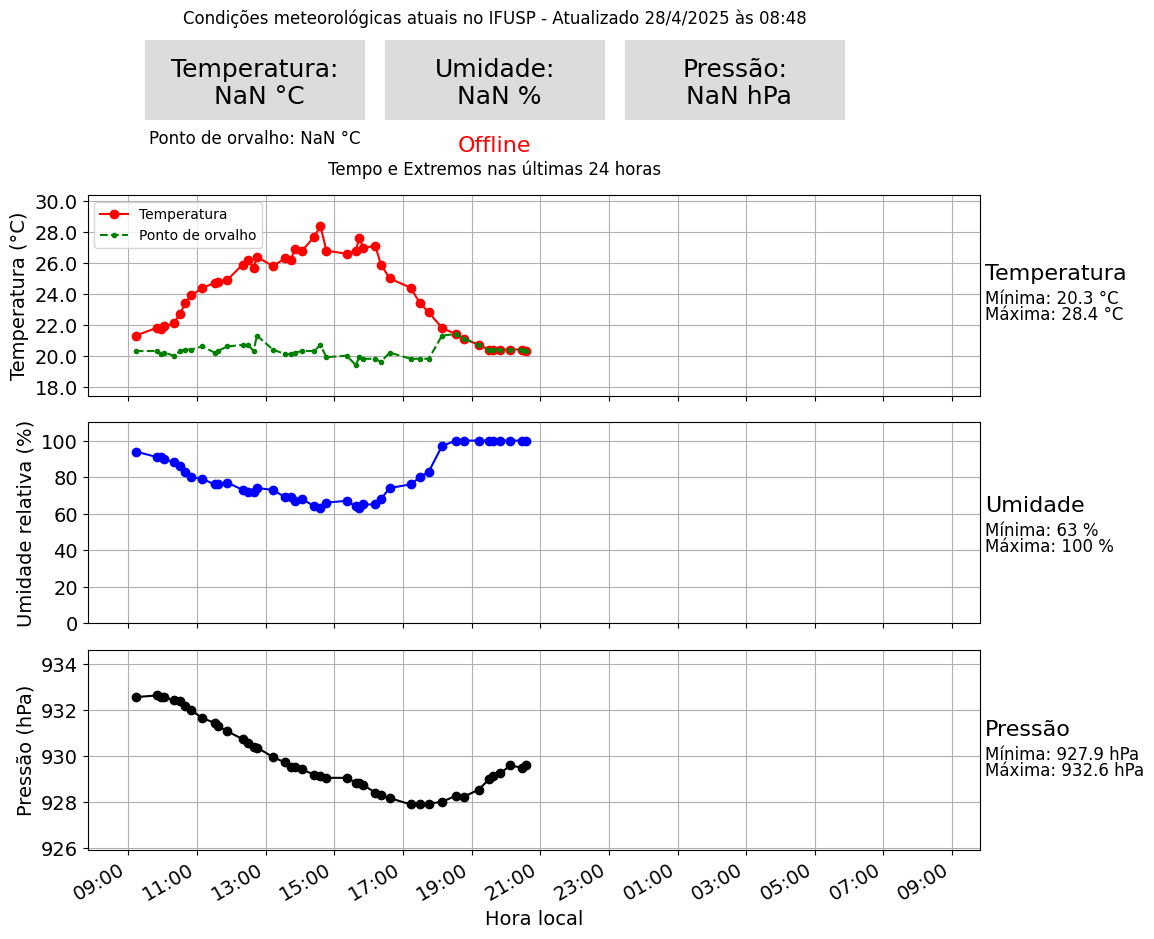 Condições meteorológicas atuais no IFUSP - Atualizado 28/4/2025 às 08:48
Temperatura:
NaN °C
Umidade:
NaN %
Pressão:
NaN hPa
Ponto de orvalho: NaN °C
Offline
Tempo e Extremos nas últimas 24 horas
Temperatura (°C)
30.0
28.0
26.0
24.0
22.0
20.0
18.0
Temperatura
Ponto de orvalho
Temperatura
Mínima: 20.3 °C
Máxima: 28.4 °C
Umidade relativa (%)
100
80
60
40
20
0
Umidade
Mínima: 63 %
Máxima: 100 %
Pressão (hPa)
934
932
930
928
926
Pressão
Mínima: 927.9 hPa
Máxima: 932.6 hPa
09:00 11:00 13:00 15:00 17:00 19:00 21:00 23:00 01:00 03:00 05:00 07:00 09:00
Hora local